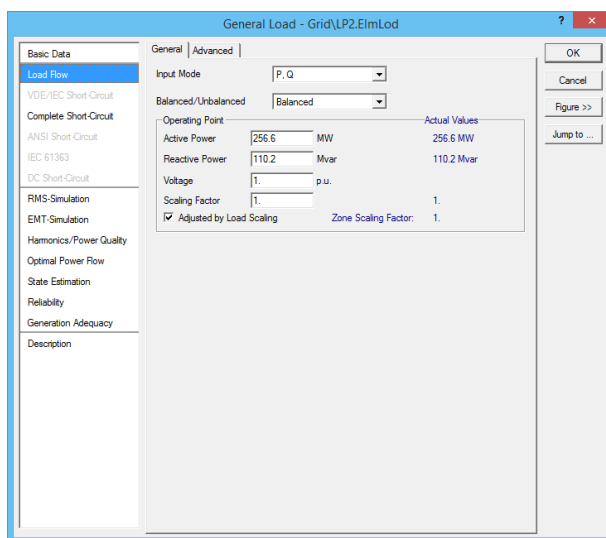 General Load - Grid\LP2.ElmLod
?
×
Basic Data
Load Flow
VDE/IEC Short-Circuit
Complete Short-Circuit
ANSI Short-Circuit
IEC 61363
DC Short-Circuit
RMS-Simulation
EMT-Simulation
Harmonics/Power Quality
Optimal Power Flow
State Estimation
Reliability
Generation Adequacy
Description
General
Advanced
Input Mode P, Q
Balanced/Unbalanced Balanced
Operating Point Actual Values
Active Power 256.6 MW 256.6 MW
Reactive Power 110.2 Mvar 110.2 Mvar
Voltage 1. p.u.
Scaling Factor 1. 1.
Adjusted by Load Scaling Zone Scaling Factor: 1.
OK
Cancel
Figure >>
Jump to ...